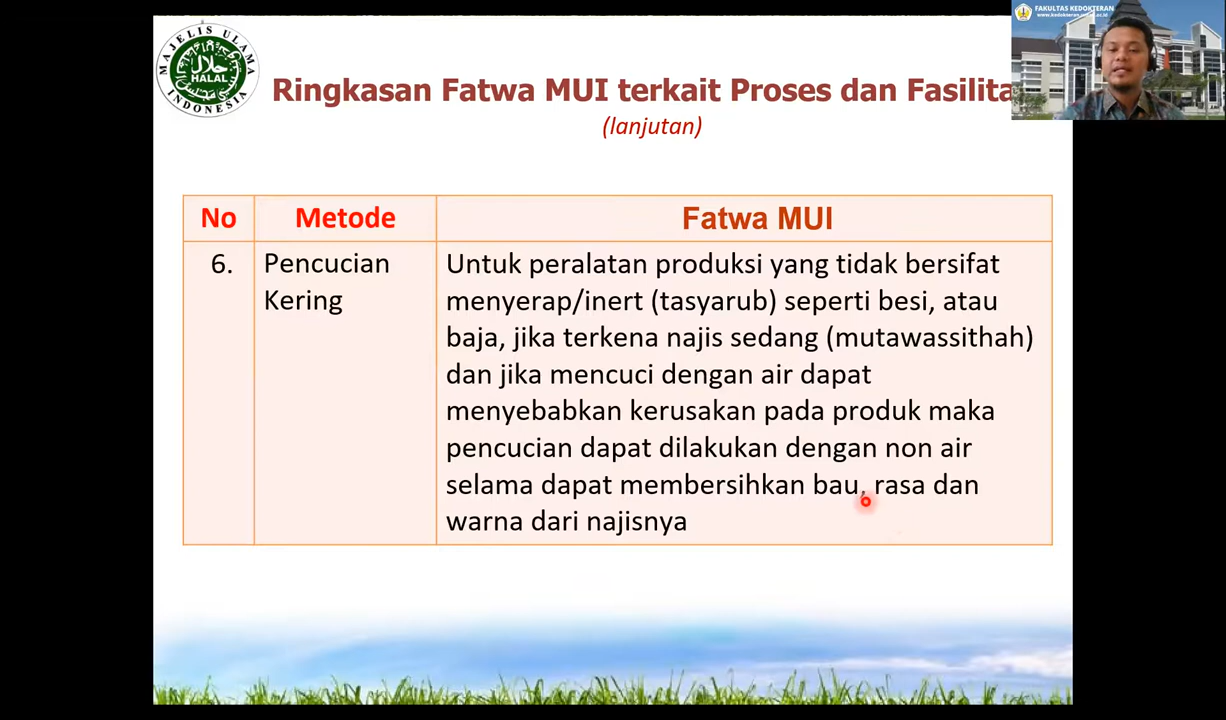 MAJELIS ULAMA
HALAL
INDONESIA
FAKULTAS KEDOKTERAN
Ringkasan Fatwa MUI terkait Proses dan Fasilita
(lanjutan)
No Metode Fatwa MUI
6. Pencucian Kering
Untuk peralatan produksi yang tidak bersifat
menyerap/inert (tasyarub) seperti besi, atau
baja, jika terkena najis sedang (mutawassithah)
dan jika mencuci dengan air dapat
menyebabkan kerusakan pada produk maka
pencucian dapat dilakukan dengan non air
selama dapat membersihkan bau, rasa dan
warna dari najisnya